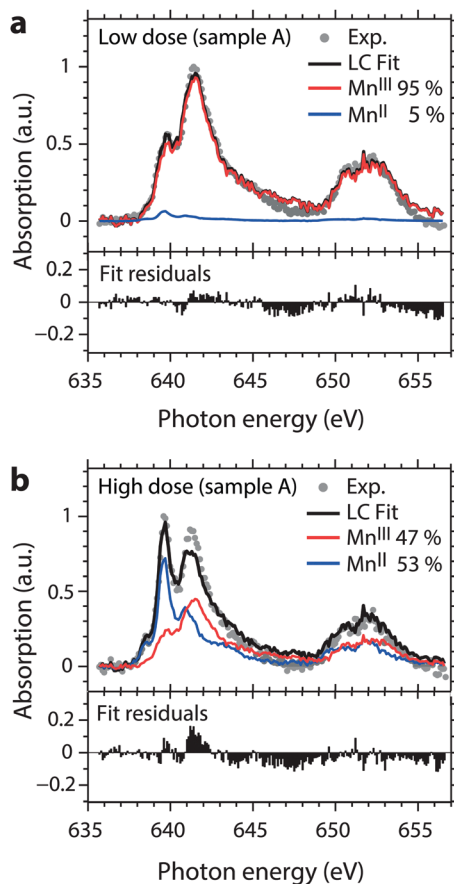 a
Low dose (sample A)
Exp.
LC Fit
Mnᴵᴵᴵ 95 %
Mnᴵᴵ 5 %
1
0.5
0
Absorption (a.u.)
Fit residuals
0.2
0
−0.2
635 640 645 650 655
Photon energy (eV)
b
High dose (sample A)
Exp.
LC Fit
Mnᴵᴵᴵ 47 %
Mnᴵᴵ 53 %
1
0.5
0
Absorption (a.u.)
Fit residuals
0.2
0
−0.2
635 640 645 650 655
Photon energy (eV)